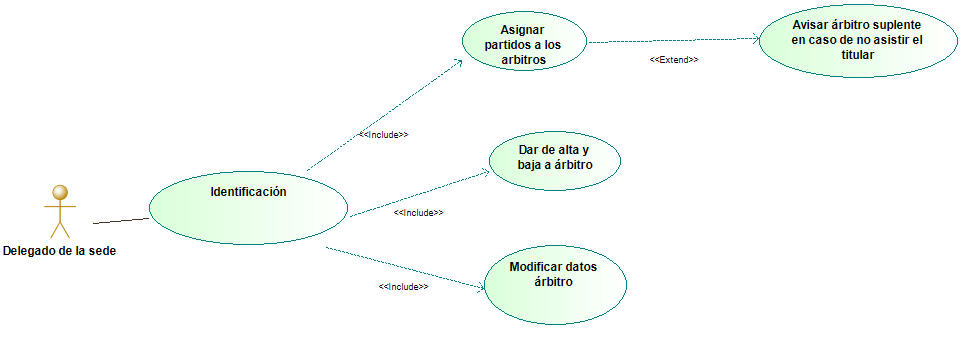 Asignar
partidos a los
arbitros
Avisar árbitro suplente
en caso de no asistir el
titular
<<Extend>>
<<Include>>
Dar de alta y
baja a árbitro
Identificación
<<Include>>
Delegado de la sede
Modificar datos
árbitro
<<Include>>